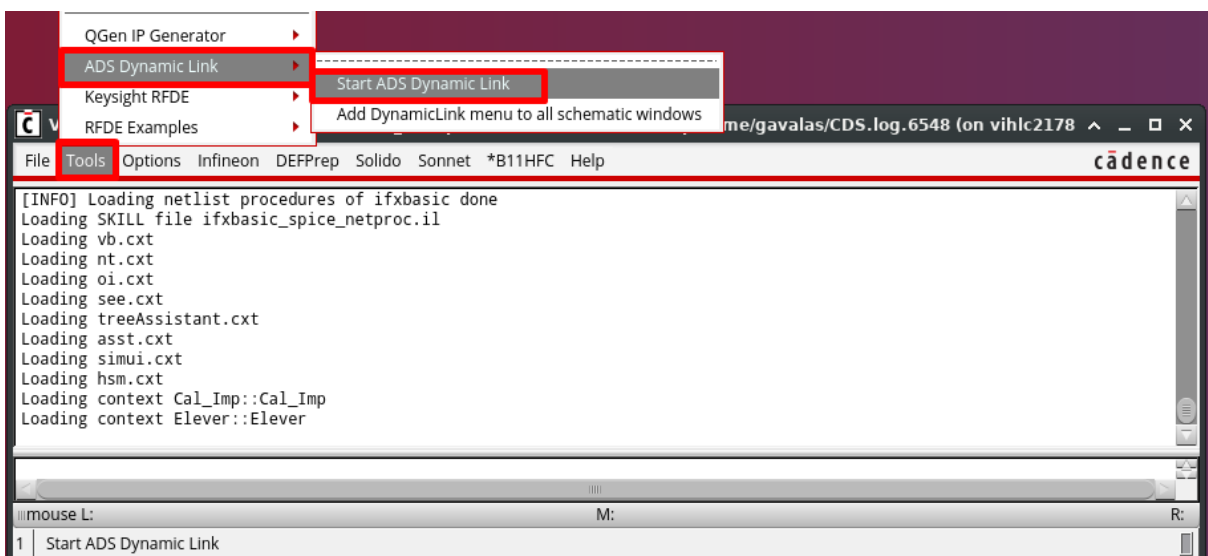 QGen IP Generator
ADS Dynamic Link
Start ADS Dynamic Link
Keysight RFDE
Add DynamicLink menu to all schematic windows
RFDE Examples
me/gavalas/CDS.log.6548 (on vihlc2178
File Tools Options Infineon DEFPrep Solido Sonnet *B11HFC Help
cādence
[INFO] Loading netlist procedures of ifxbasic done
Loading SKILL file ifxbasic_spice_netproc.il
Loading vb.cxt
Loading nt.cxt
Loading oi.cxt
Loading see.cxt
Loading treeAssistant.cxt
Loading asst.cxt
Loading simui.cxt
Loading hsm.cxt
Loading context Cal_Imp::Cal_Imp
Loading context Elever::Elever
mouse L: M: R:
1 Start ADS Dynamic Link